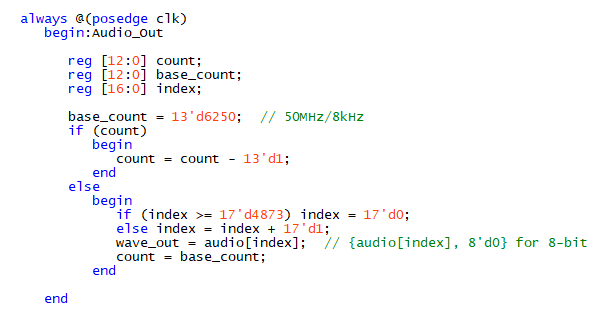 always @(posedge clk)
begin:Audio_Out
reg [12:0] count;
reg [12:0] base_count;
reg [16:0] index;
base_count = 13'd6250;  // 50MHz/8kHz
if (count)
begin
count = count - 13'd1;
end
else
begin
if (index >= 17'd4873) index = 17'd0;
else index = index + 17'd1;
wave_out = audio[index];  // {audio[index], 8'd0} for 8-bit
count = base_count;
end
end